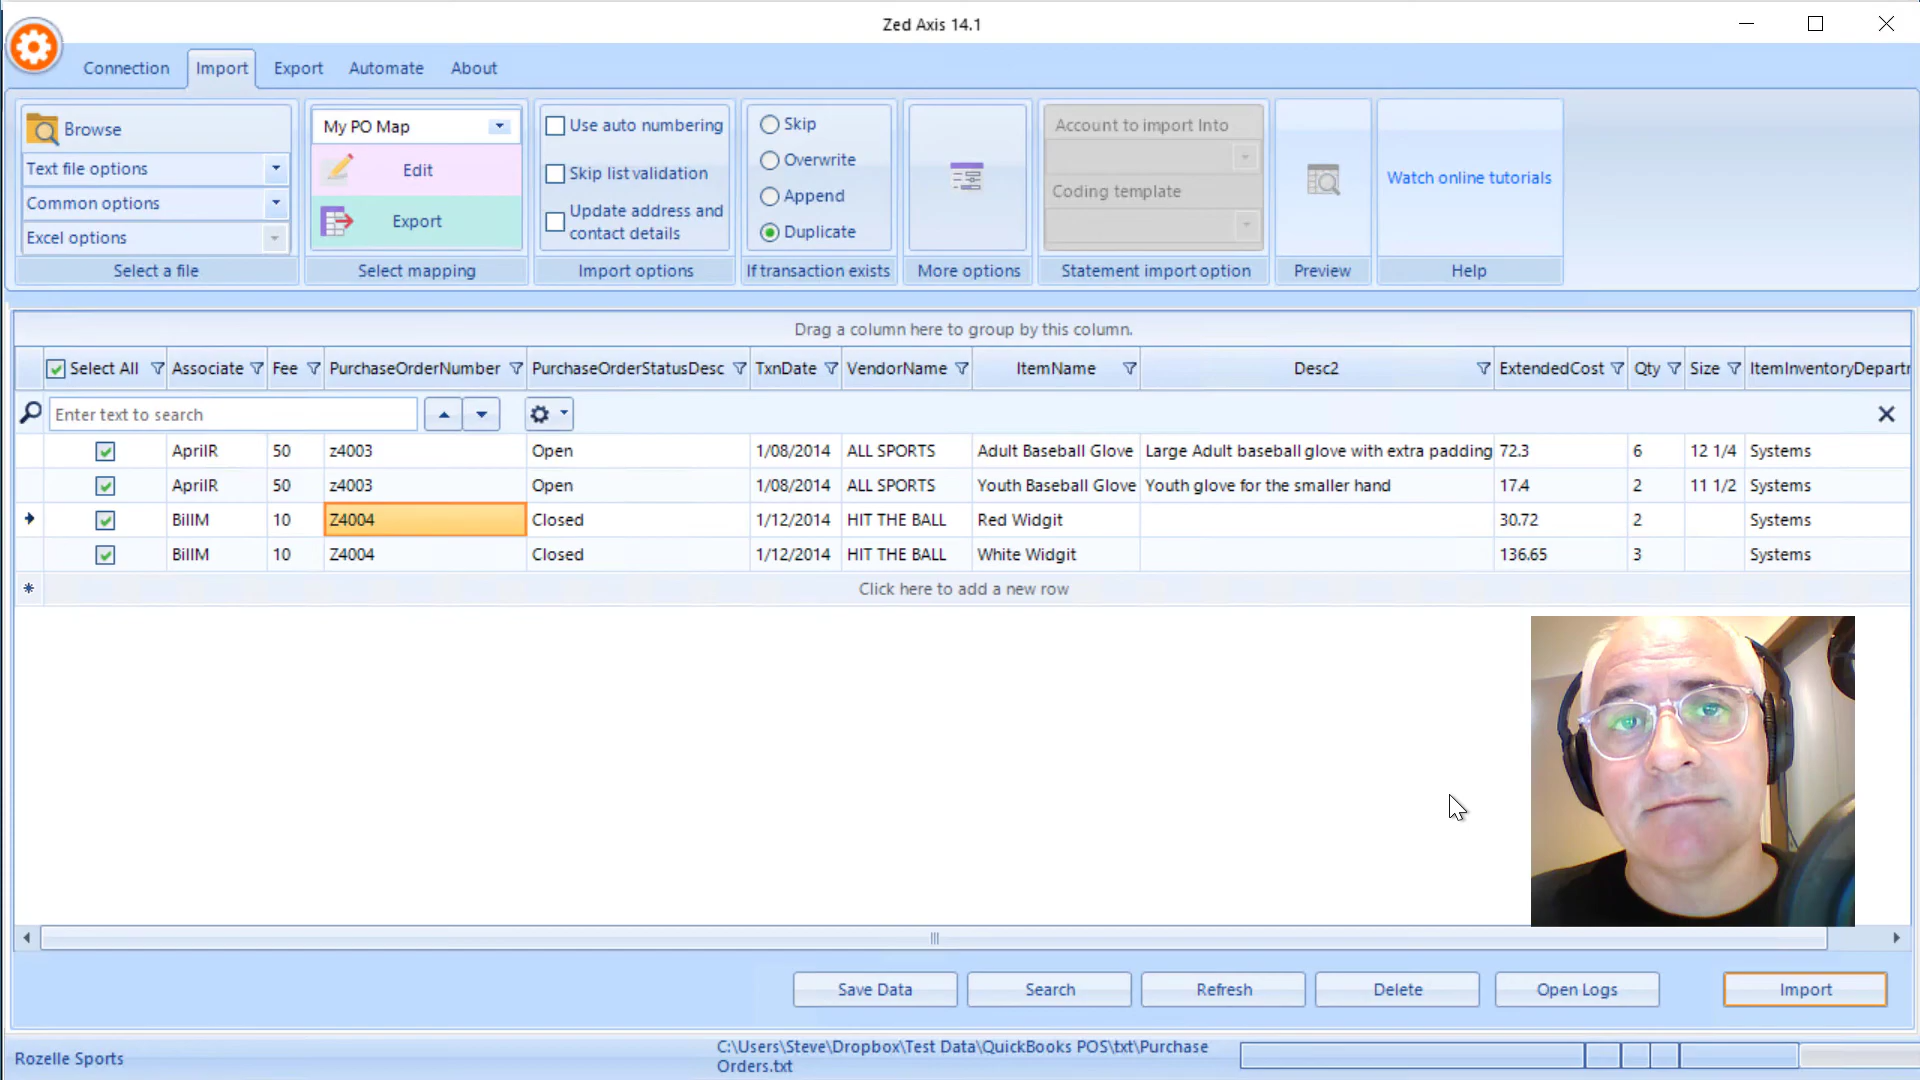 Zed Axis 14.1
Connection Import Export Automate About
Browse
Text file options
Common options
Excel options
Select a file
My PO Map
Edit
Export
Select mapping
Use auto numbering
Skip list validation
Update address and
contact details
Import options
Skip
Overwrite
Append
Duplicate
If transaction exists
More options
Account to import Into
Coding template
Statement import option
Preview
Watch online tutorials
Help
Drag a column here to group by this column.
Select All Associate Fee PurchaseOrderNumber PurchaseOrderStatusDesc TxnDate VendorName ItemName Desc2 ExtendedCost Qty Size ItemInventoryDepartr
Enter text to search
AprilR 50 z4003 Open 1/08/2014 ALL SPORTS Adult Baseball Glove Large Adult baseball glove with extra padding 72.3 6 12 1/4 Systems
AprilR 50 z4003 Open 1/08/2014 ALL SPORTS Youth Baseball Glove Youth glove for the smaller hand 17.4 2 11 1/2 Systems
BillM 10 Z4004 Closed 1/12/2014 HIT THE BALL Red Widgit 30.72 2 Systems
BillM 10 Z4004 Closed 1/12/2014 HIT THE BALL White Widgit 136.65 3 Systems
Click here to add a new row
Save Data Search Refresh Delete Open Logs Import
Rozelle Sports
C:\Users\Steve\Dropbox\Test Data\QuickBooks POS\txt\Purchase
Orders.txt